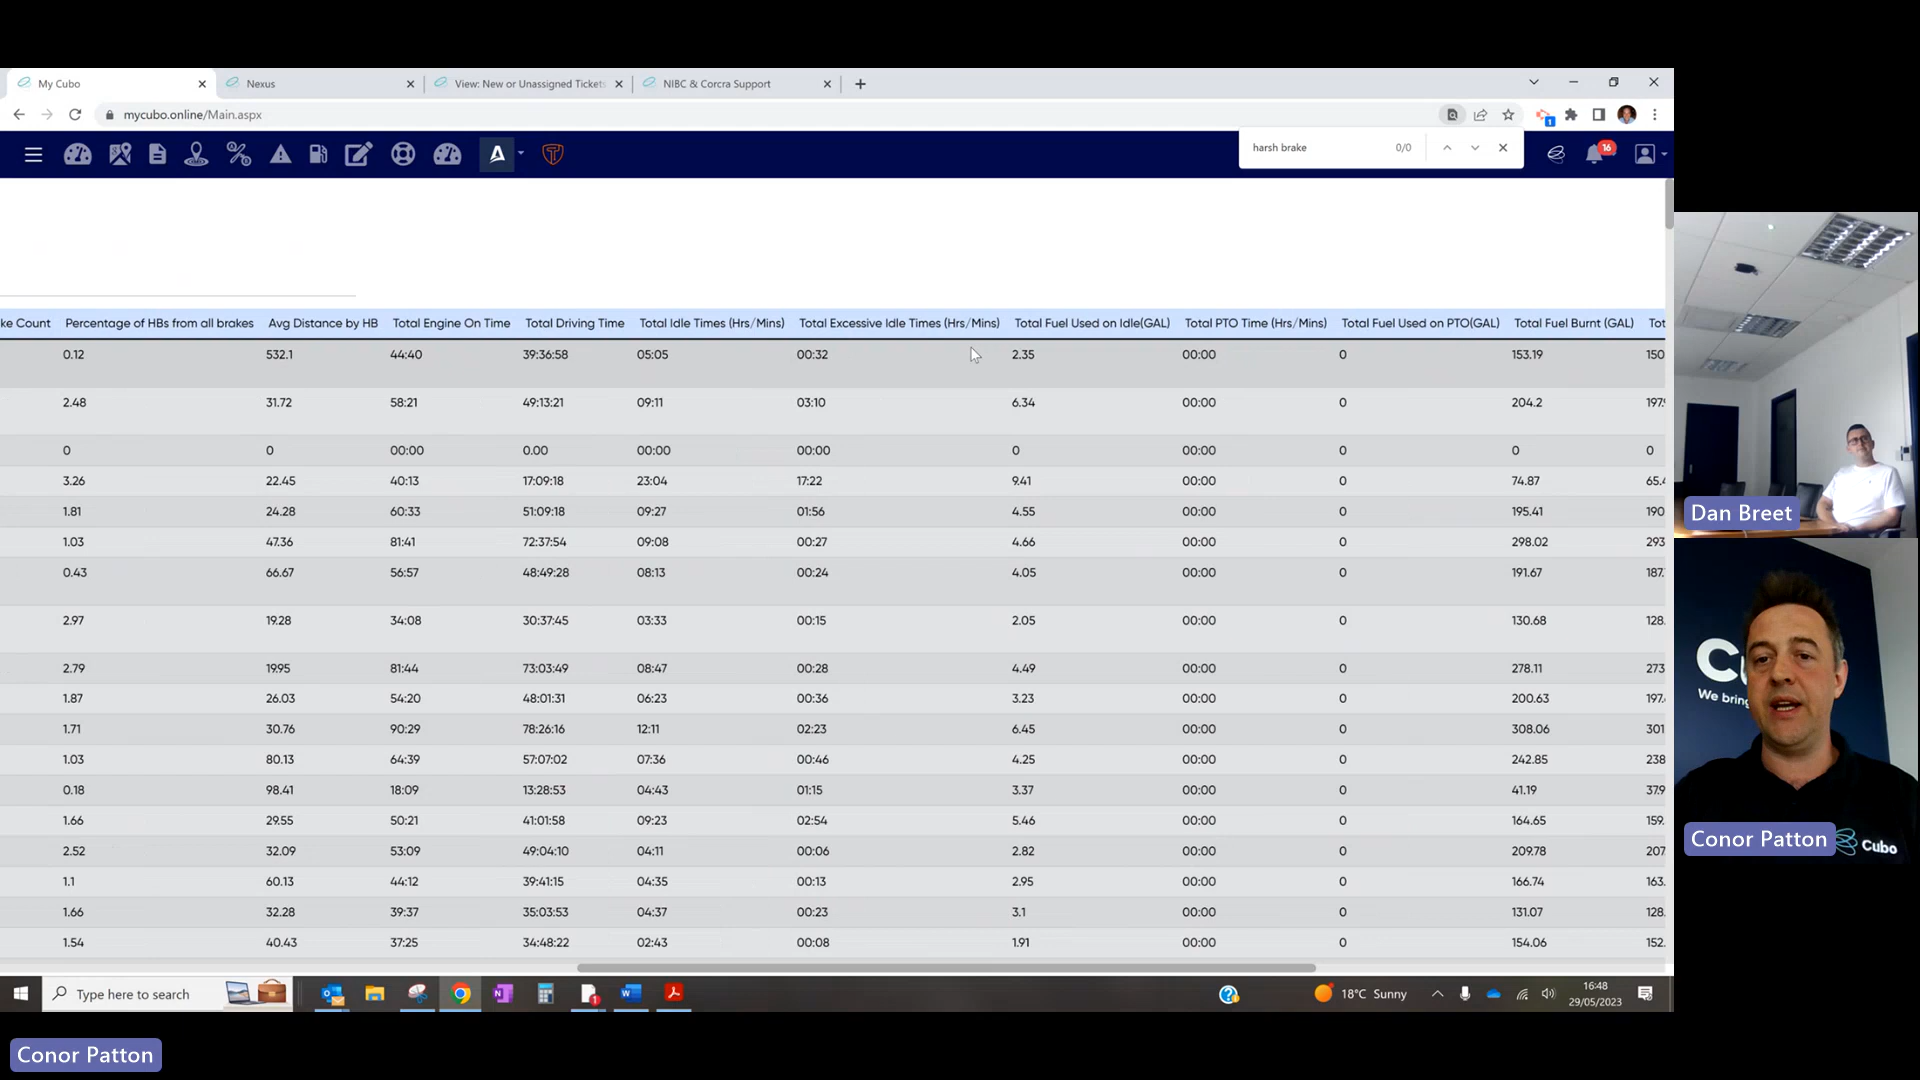 My Cubo
Nexus
View: New or Unassigned Tickets
NIBC & Corcra Support
mycubo.online/Main.aspx
harsh brake 0/0
16
ke Count Percentage of HBs from all brakes Avg Distance by HB Total Engine On Time Total Driving Time Total Idle Times (Hrs/Mins) Total Excessive Idle Times (Hrs/Mins) Total Fuel Used on Idle(GAL) Total PTO Time (Hrs/Mins) Total Fuel Used on PTO(GAL) Total Fuel Burnt (GAL) Tot
0.12 532.1 44:40 39:36:58 05:05 00:32 2.35 00:00 0 153.19 150
2.48 31.72 58:21 49:13:21 09:11 03:10 6.34 00:00 0 204.2 197.
0 0 00:00 0.00 00:00 00:00 0 00:00 0 0 0
3.26 22.45 40:13 17:09:18 23:04 17:22 9.41 00:00 0 74.87 65.4
1.81 24.28 60:33 51:09:18 09:27 01:56 4.55 00:00 0 195.41 190
1.03 47.36 81:41 72:37:54 09:08 00:27 4.66 00:00 0 298.02 293
0.43 66.67 56:57 48:49:28 08:13 00:24 4.05 00:00 0 191.67 187.
2.97 19.28 34:08 30:37:45 03:33 00:15 2.05 00:00 0 130.68 128.
2.79 19.95 81:44 73:03:49 08:47 00:28 4.49 00:00 0 278.11 273
1.87 26.03 54:20 48:01:31 06:23 00:36 3.23 00:00 0 200.63 197.
1.71 30.76 90:29 78:26:16 12:11 02:23 6.45 00:00 0 308.06 301
1.03 80.13 64:39 57:07:02 07:36 00:46 4.25 00:00 0 242.85 238
0.18 98.41 18:09 13:28:53 04:43 01:15 3.37 00:00 0 41.19 37.9
1.66 29.55 50:21 41:01:58 09:23 02:54 5.46 00:00 0 164.65 159.
2.52 32.09 53:09 49:04:10 04:11 00:06 2.82 00:00 0 209.78 207
1.1 60.13 44:12 39:41:15 04:35 00:13 2.95 00:00 0 166.74 163.
1.66 32.28 39:37 35:03:53 04:37 00:23 3.1 00:00 0 131.07 128.
1.54 40.43 37:25 34:48:22 02:43 00:08 1.91 00:00 0 154.06 152.
Type here to search
18°C Sunny
16:48
29/05/2023
Dan Breet
We bring
Conor Patton
Cubo
Conor Patton